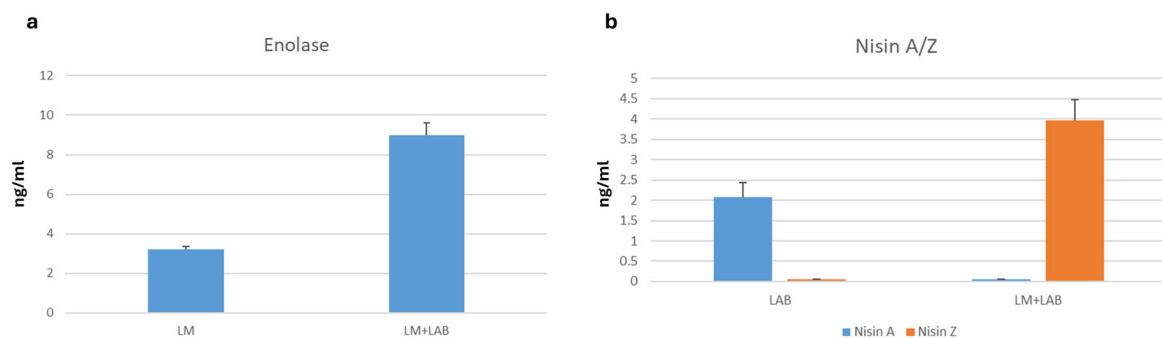 a
Enolase
ng/ml
12
10
8
6
4
2
0
LM
LM+LAB
b
Nisin A/Z
ng/ml
5
4.5
4
3.5
3
2.5
2
1.5
1
0.5
0
LAB
LM+LAB
Nisin A
Nisin Z